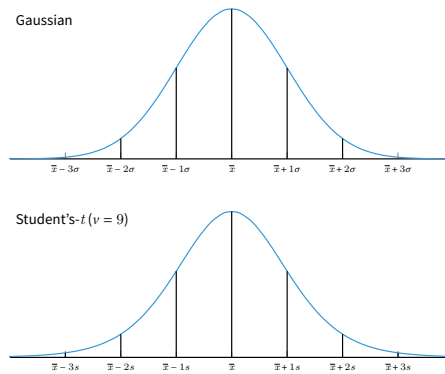 Gaussian
x̅ − 3σ x̅ − 2σ x̅ − 1σ x̅ x̅ + 1σ x̅ + 2σ x̅ + 3σ
Student's-t (ν = 9)
x̅ − 3s x̅ − 2s x̅ − 1s x̅ x̅ + 1s x̅ + 2s x̅ + 3s